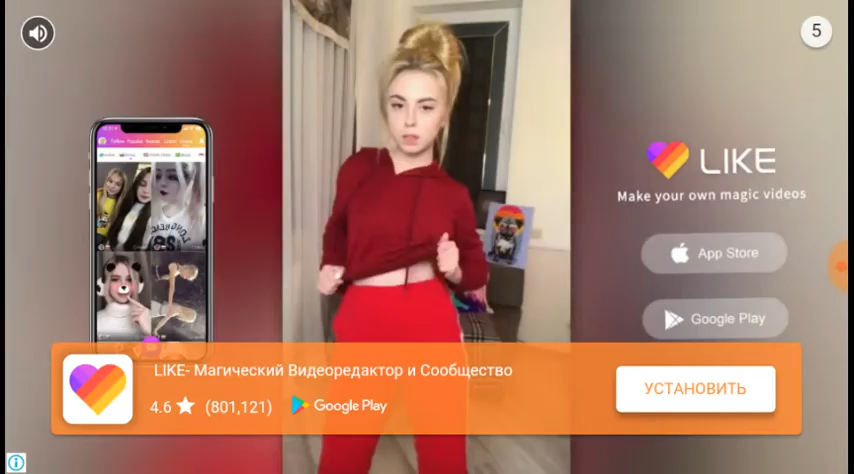 5
LIKE
Make your own magic videos
App Store
Google Play
LIKE- Магический Видеоредактор и Сообщество
4.6 ★ (801,121) Google Play
УСТАНОВИТЬ